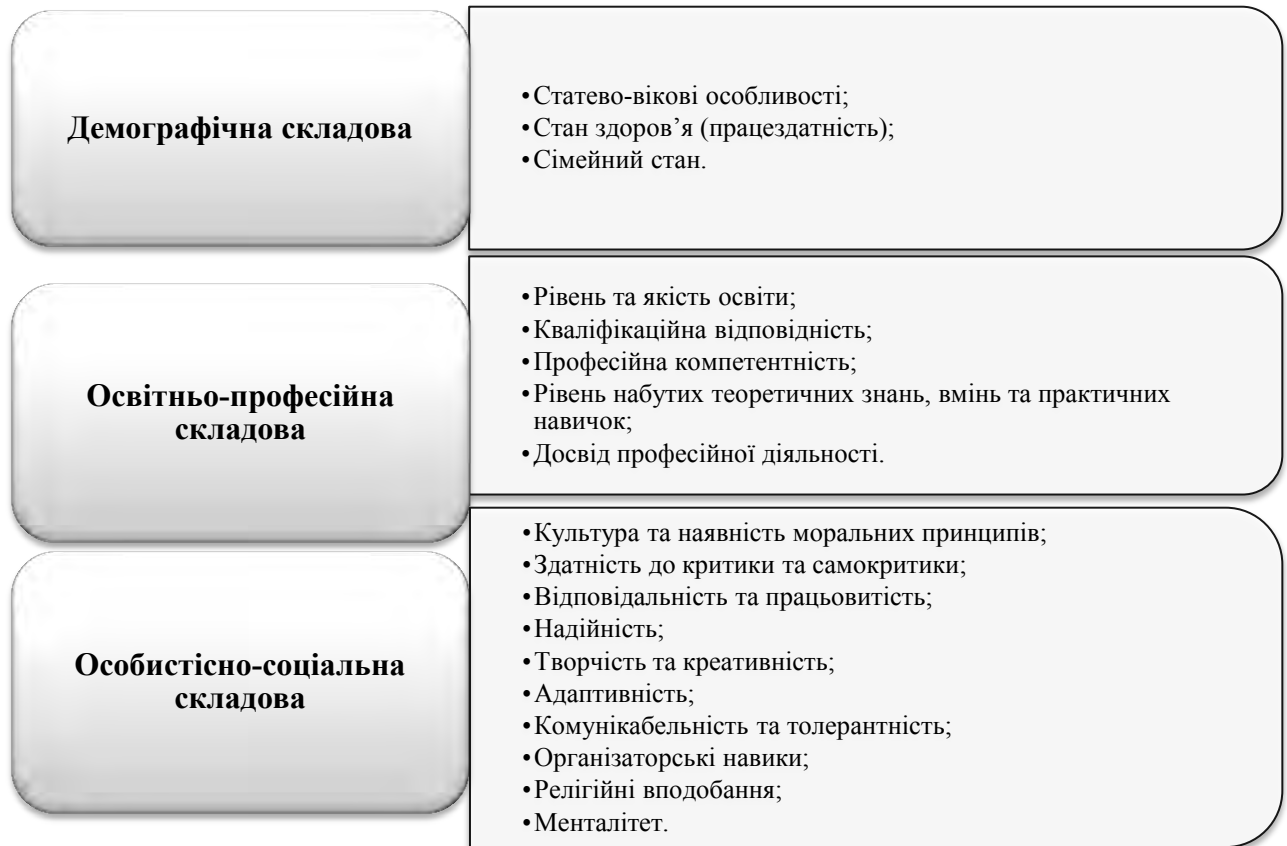 Демографічна складова
•Статево-вікові особливості;
•Стан здоров’я (працездатність);
•Сімейний стан.
Освітньо-професійна
складова
•Рівень та якість освіти;
•Кваліфікаційна відповідність;
•Професійна компетентність;
•Рівень набутих теоретичних знань, вмінь та практичних
навичок;
•Досвід професійної діяльності.
Особистісно-соціальна
складова
•Культура та наявність моральних принципів;
•Здатність до критики та самокритики;
•Відповідальність та працьовитість;
•Надійність;
•Творчість та креативність;
•Адаптивність;
•Комунікабельність та толерантність;
•Організаторські навики;
•Релігійні вподобання;
•Менталітет.